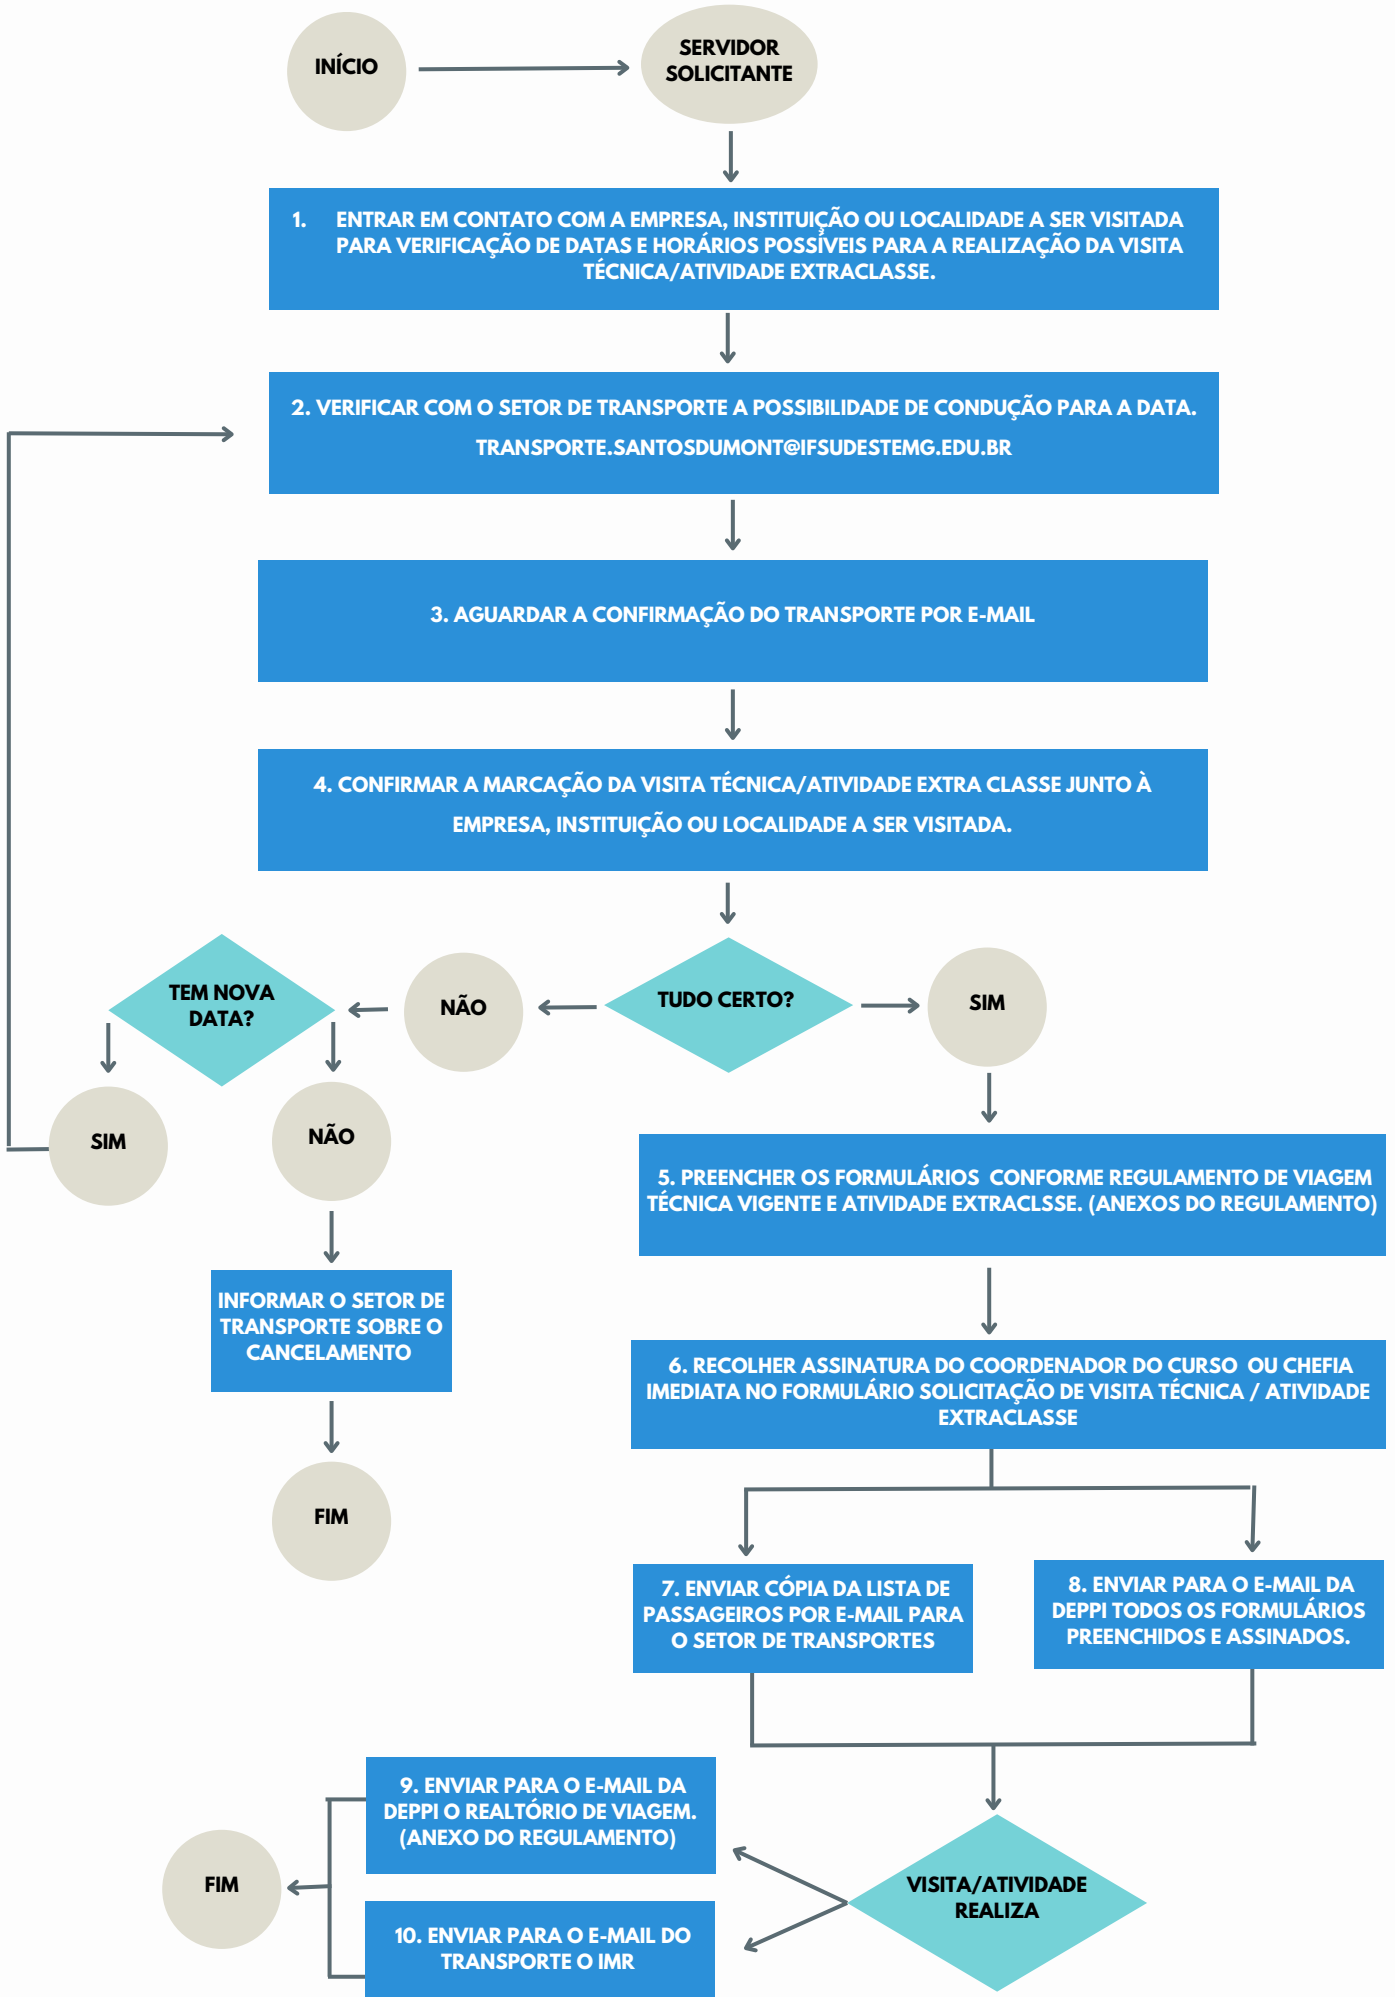 INÍCIO
SERVIDOR
SOLICITANTE
1. ENTRAR EM CONTATO COM A EMPRESA, INSTITUIÇÃO OU LOCALIDADE A SER VISITADA
PARA VERIFICAÇÃO DE DATAS E HORÁRIOS POSSÍVEIS PARA A REALIZAÇÃO DA VISITA
TÉCNICA/ATIVIDADE EXTRACLASSE.
2. VERIFICAR COM O SETOR DE TRANSPORTE A POSSIBILIDADE DE CONDUÇÃO PARA A DATA.
TRANSPORTE.SANTOSDUMONT@IFSUDESTEMG.EDU.BR
3. AGUARDAR A CONFIRMAÇÃO DO TRANSPORTE POR E-MAIL
4. CONFIRMAR A MARCAÇÃO DA VISITA TÉCNICA/ATIVIDADE EXTRA CLASSE JUNTO À
EMPRESA, INSTITUIÇÃO OU LOCALIDADE A SER VISITADA.
TUDO CERTO?
NÃO
TEM NOVA
DATA?
SIM
SIM
NÃO
INFORMAR O SETOR DE
TRANSPORTE SOBRE O
CANCELAMENTO
FIM
5. PREENCHER OS FORMULÁRIOS  CONFORME REGULAMENTO DE VIAGEM
TÉCNICA VIGENTE E ATIVIDADE EXTRACLSSE. (ANEXOS DO REGULAMENTO)
6. RECOLHER ASSINATURA DO COORDENADOR DO CURSO  OU CHEFIA
IMEDIATA NO FORMULÁRIO SOLICITAÇÃO DE VISITA TÉCNICA / ATIVIDADE
EXTRACLASSE
7. ENVIAR CÓPIA DA LISTA DE
PASSAGEIROS POR E-MAIL PARA
O SETOR DE TRANSPORTES
8. ENVIAR PARA O E-MAIL DA
DEPPI TODOS OS FORMULÁRIOS
PREENCHIDOS E ASSINADOS.
VISITA/ATIVIDADE
REALIZA
9. ENVIAR PARA O E-MAIL DA
DEPPI O REALTÓRIO DE VIAGEM.
(ANEXO DO REGULAMENTO)
10. ENVIAR PARA O E-MAIL DO
TRANSPORTE O IMR
FIM